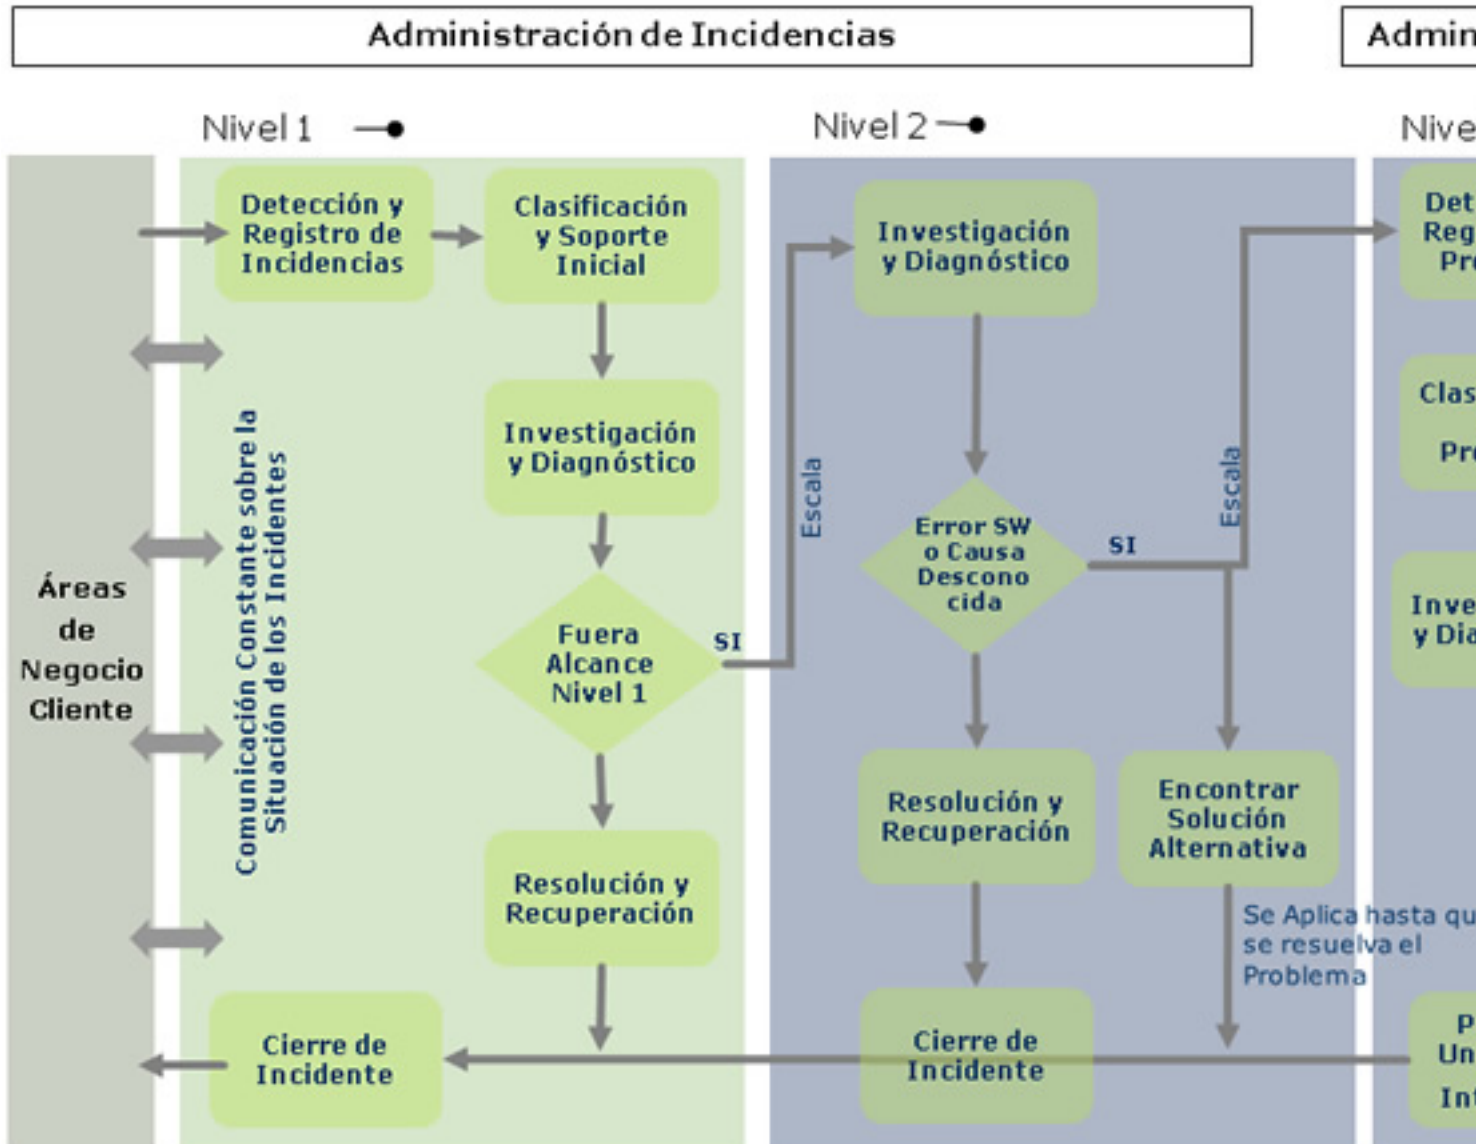 Administración de Incidencias
Nivel 1
Nivel 2
Áreas
de
Negocio
Cliente
Detección y
Registro de
Incidencias
Clasificación
y Soporte
Inicial
Comunicación Constante sobre la
Situación de los Incidentes
Investigación
y Diagnóstico
Fuera
Alcance
Nivel 1
SI
Escala
Resolución y
Recuperación
Cierre de
Incidente
Investigación
y Diagnóstico
Error SW
o Causa
Descono
cida
SI
Escala
Resolución y
Recuperación
Encontrar
Solución
Alternativa
Se Aplica hasta
se resuelva el
Problema
Cierre de
Incidente